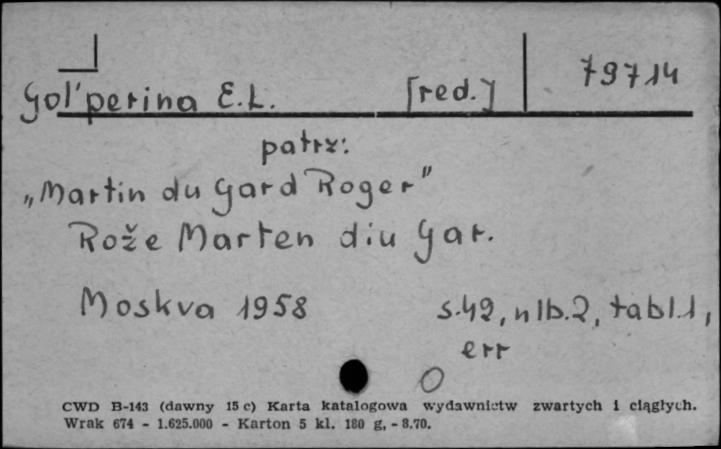 Gol'perina E.L. [red.] 79714
patrz:
„Martin du Gard Roger"
Rože Marten diu Gar.
Moskva 1958 s.42, nlb.2, tabl.1,
err
CWD B-143 (dawny 15 c) Karta katalogowa wydawnictw zwartych i ciągłych.
Wrak 674 - 1.625.000 - Karton 5 kl. 180 g, - 8.70.